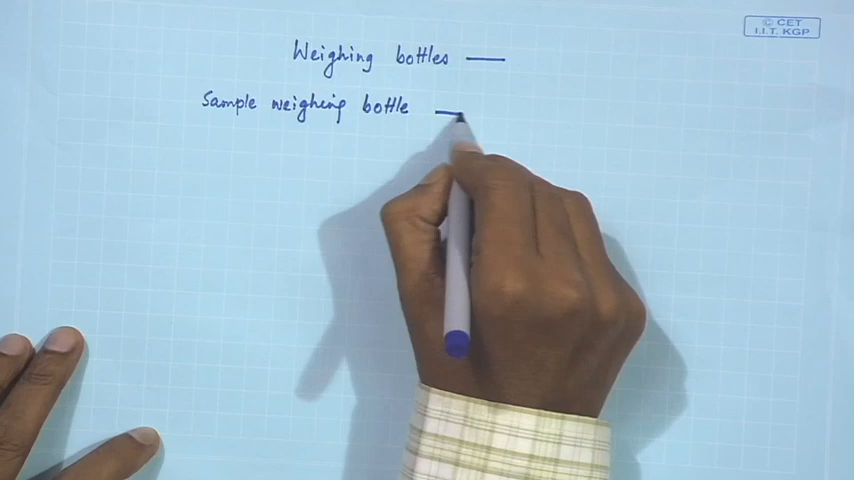 © CET
I.I.T. KGP
Weighing bottles —
Sample weighing bottle —